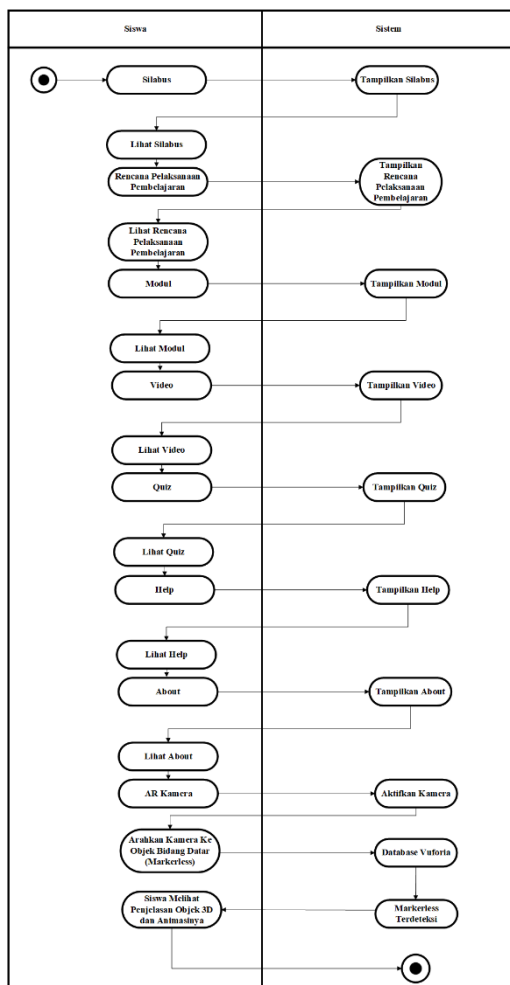 Siswa
Sistem
Silabus
Tampilkan Silabus
Lihat Silabus
Rencana Pelaksanaan
Pembelajaran
Tampilkan
Rencana
Pelaksanaan
Pembelajaran
Lihat Rencana
Pelaksanaan
Pembelajaran
Modul
Tampilkan Modul
Lihat Modul
Video
Tampilkan Video
Lihat Video
Quiz
Tampilkan Quiz
Lihat Quiz
Help
Tampilkan Help
Lihat Help
About
Tampilkan About
Lihat About
AR Kamera
Aktifkan Kamera
Arahkan Kamera Ke
Objek Bidang Datar
(Markerless)
Database Vuforia
Siswa Melihat
Penjelasan Objek 3D
dan Animasinya
Markerless
Terdeteksi